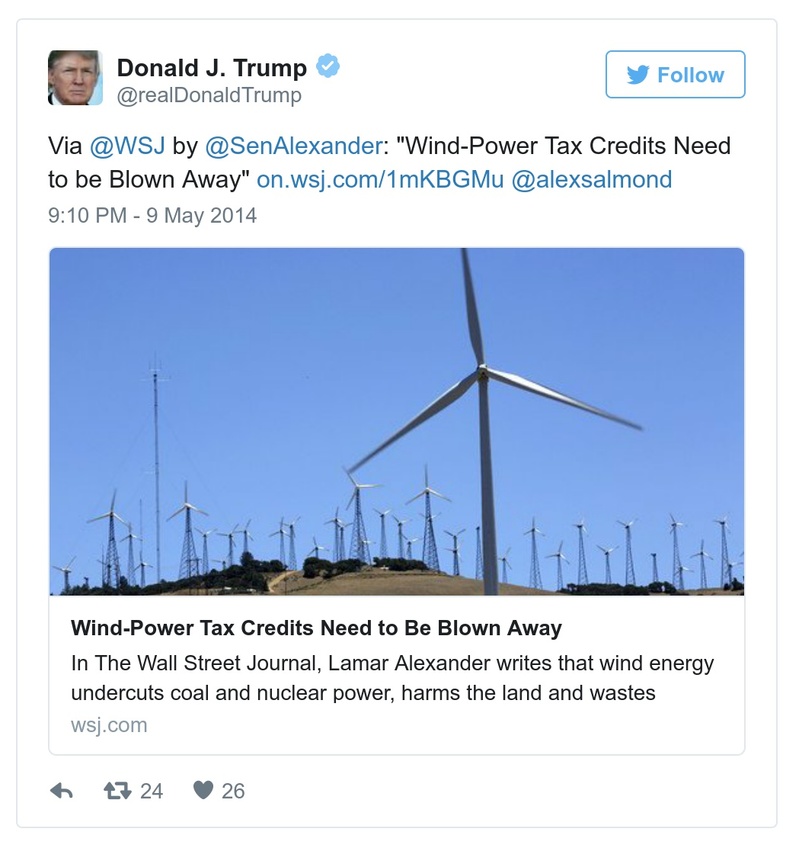 Donald J. Trump
@realDonaldTrump
Follow
Via @WSJ by @SenAlexander: "Wind-Power Tax Credits Need
to be Blown Away" on.wsj.com/1mKBGMu @alexsalmond
9:10 PM - 9 May 2014
Wind-Power Tax Credits Need to Be Blown Away
In The Wall Street Journal, Lamar Alexander writes that wind energy
undercuts coal and nuclear power, harms the land and wastes
wsj.com
24
26